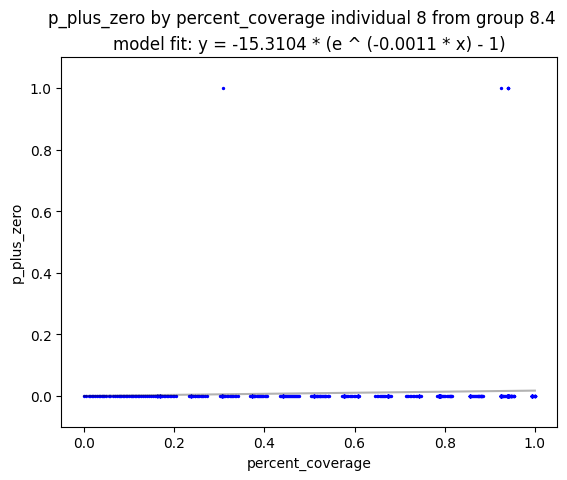 p_plus_zero by percent_coverage individual 8 from group 8.4
model fit: y = -15.3104 * (e ^ (-0.0011 * x) - 1)
1.0
0.8
0.6
0.4
0.2
0.0
p_plus_zero
0.0 0.2 0.4 0.6 0.8 1.0
percent_coverage